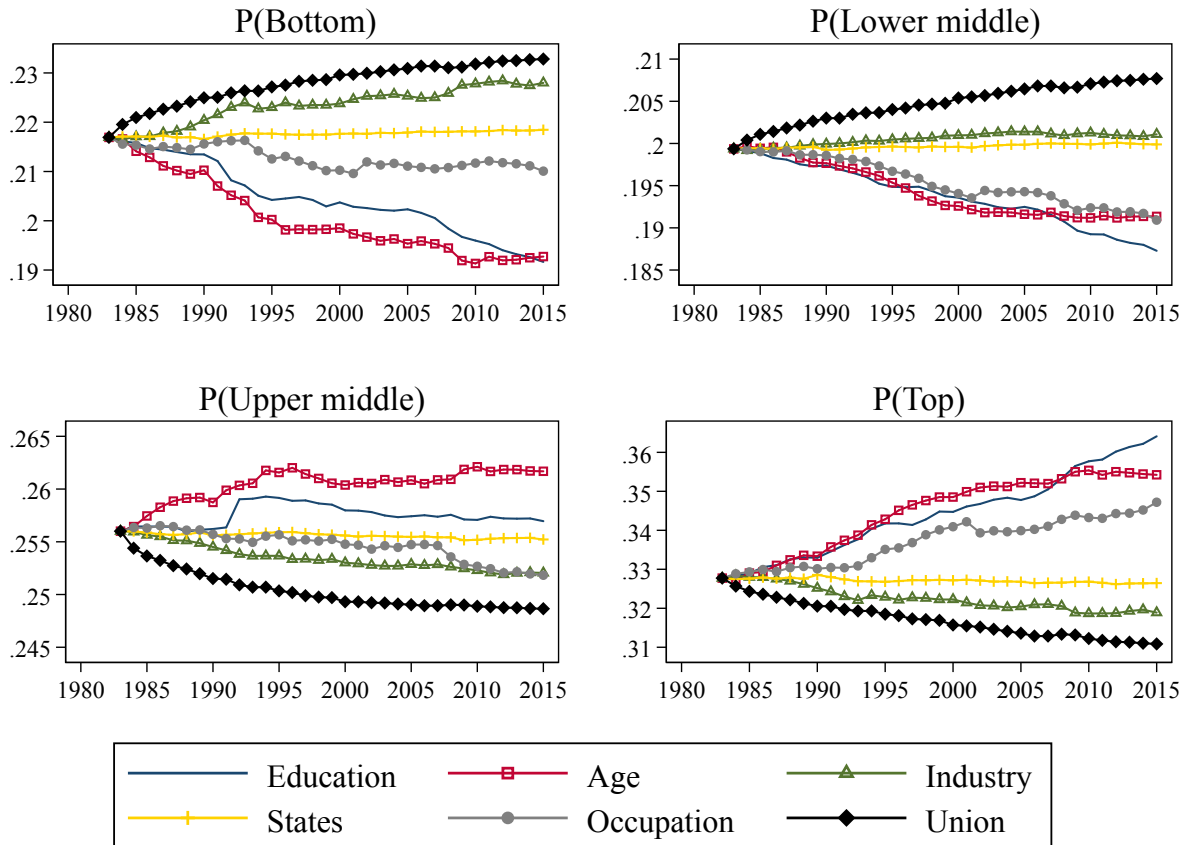 P(Bottom)
.23
.22
.21
.2
.19
1980 1985 1990 1995 2000 2005 2010 2015
P(Lower middle)
.21
.205
.2
.195
.19
.185
1980 1985 1990 1995 2000 2005 2010 2015
P(Upper middle)
.265
.26
.255
.25
.245
1980 1985 1990 1995 2000 2005 2010 2015
P(Top)
.36
.35
.34
.33
.32
.31
1980 1985 1990 1995 2000 2005 2010 2015
Education Age Industry
States Occupation Union